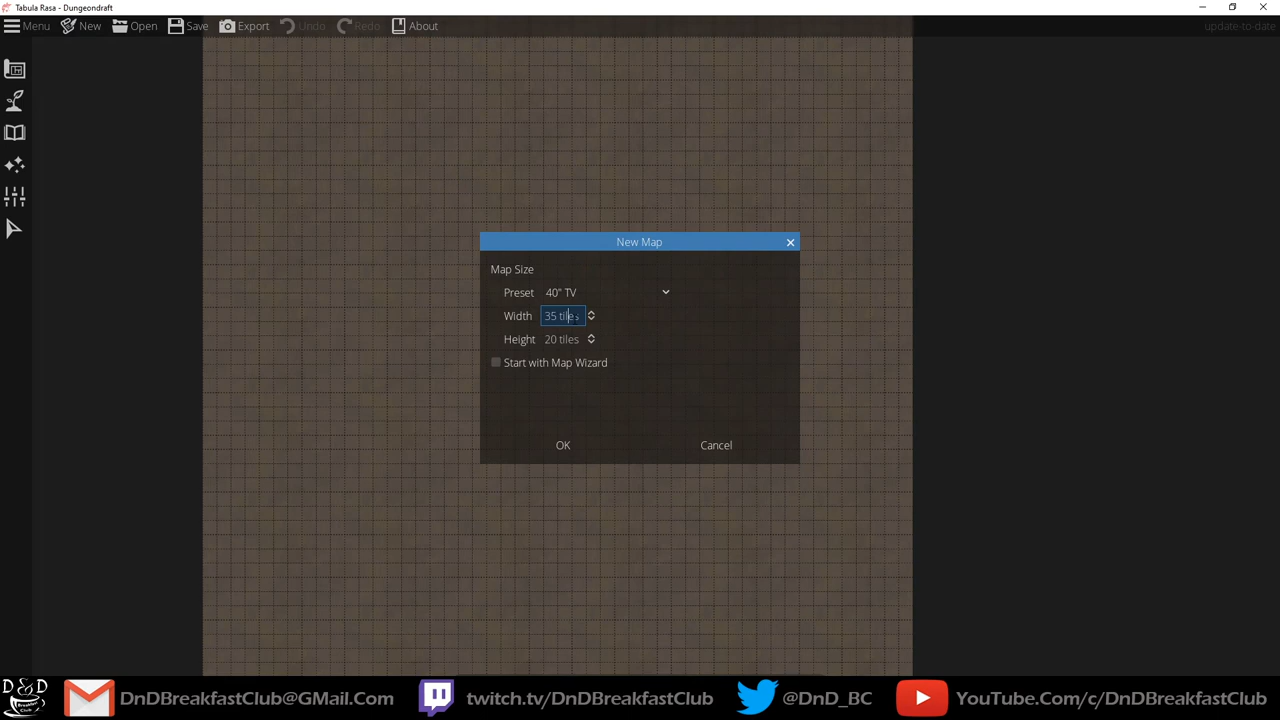 Tabula Rasa - Dungeondraft
Menu New Open Save Export Undo Redo About update-to-date
New Map
Map Size
Preset 40" TV
Width 35 tiles
Height 20 tiles
Start with Map Wizard
OK Cancel
D&D Breakfast Club DnDBreakfastClub@GMail.Com twitch.tv/DnDBreakfastClub @DnD_BC YouTube.Com/c/DnDBreakfastClub